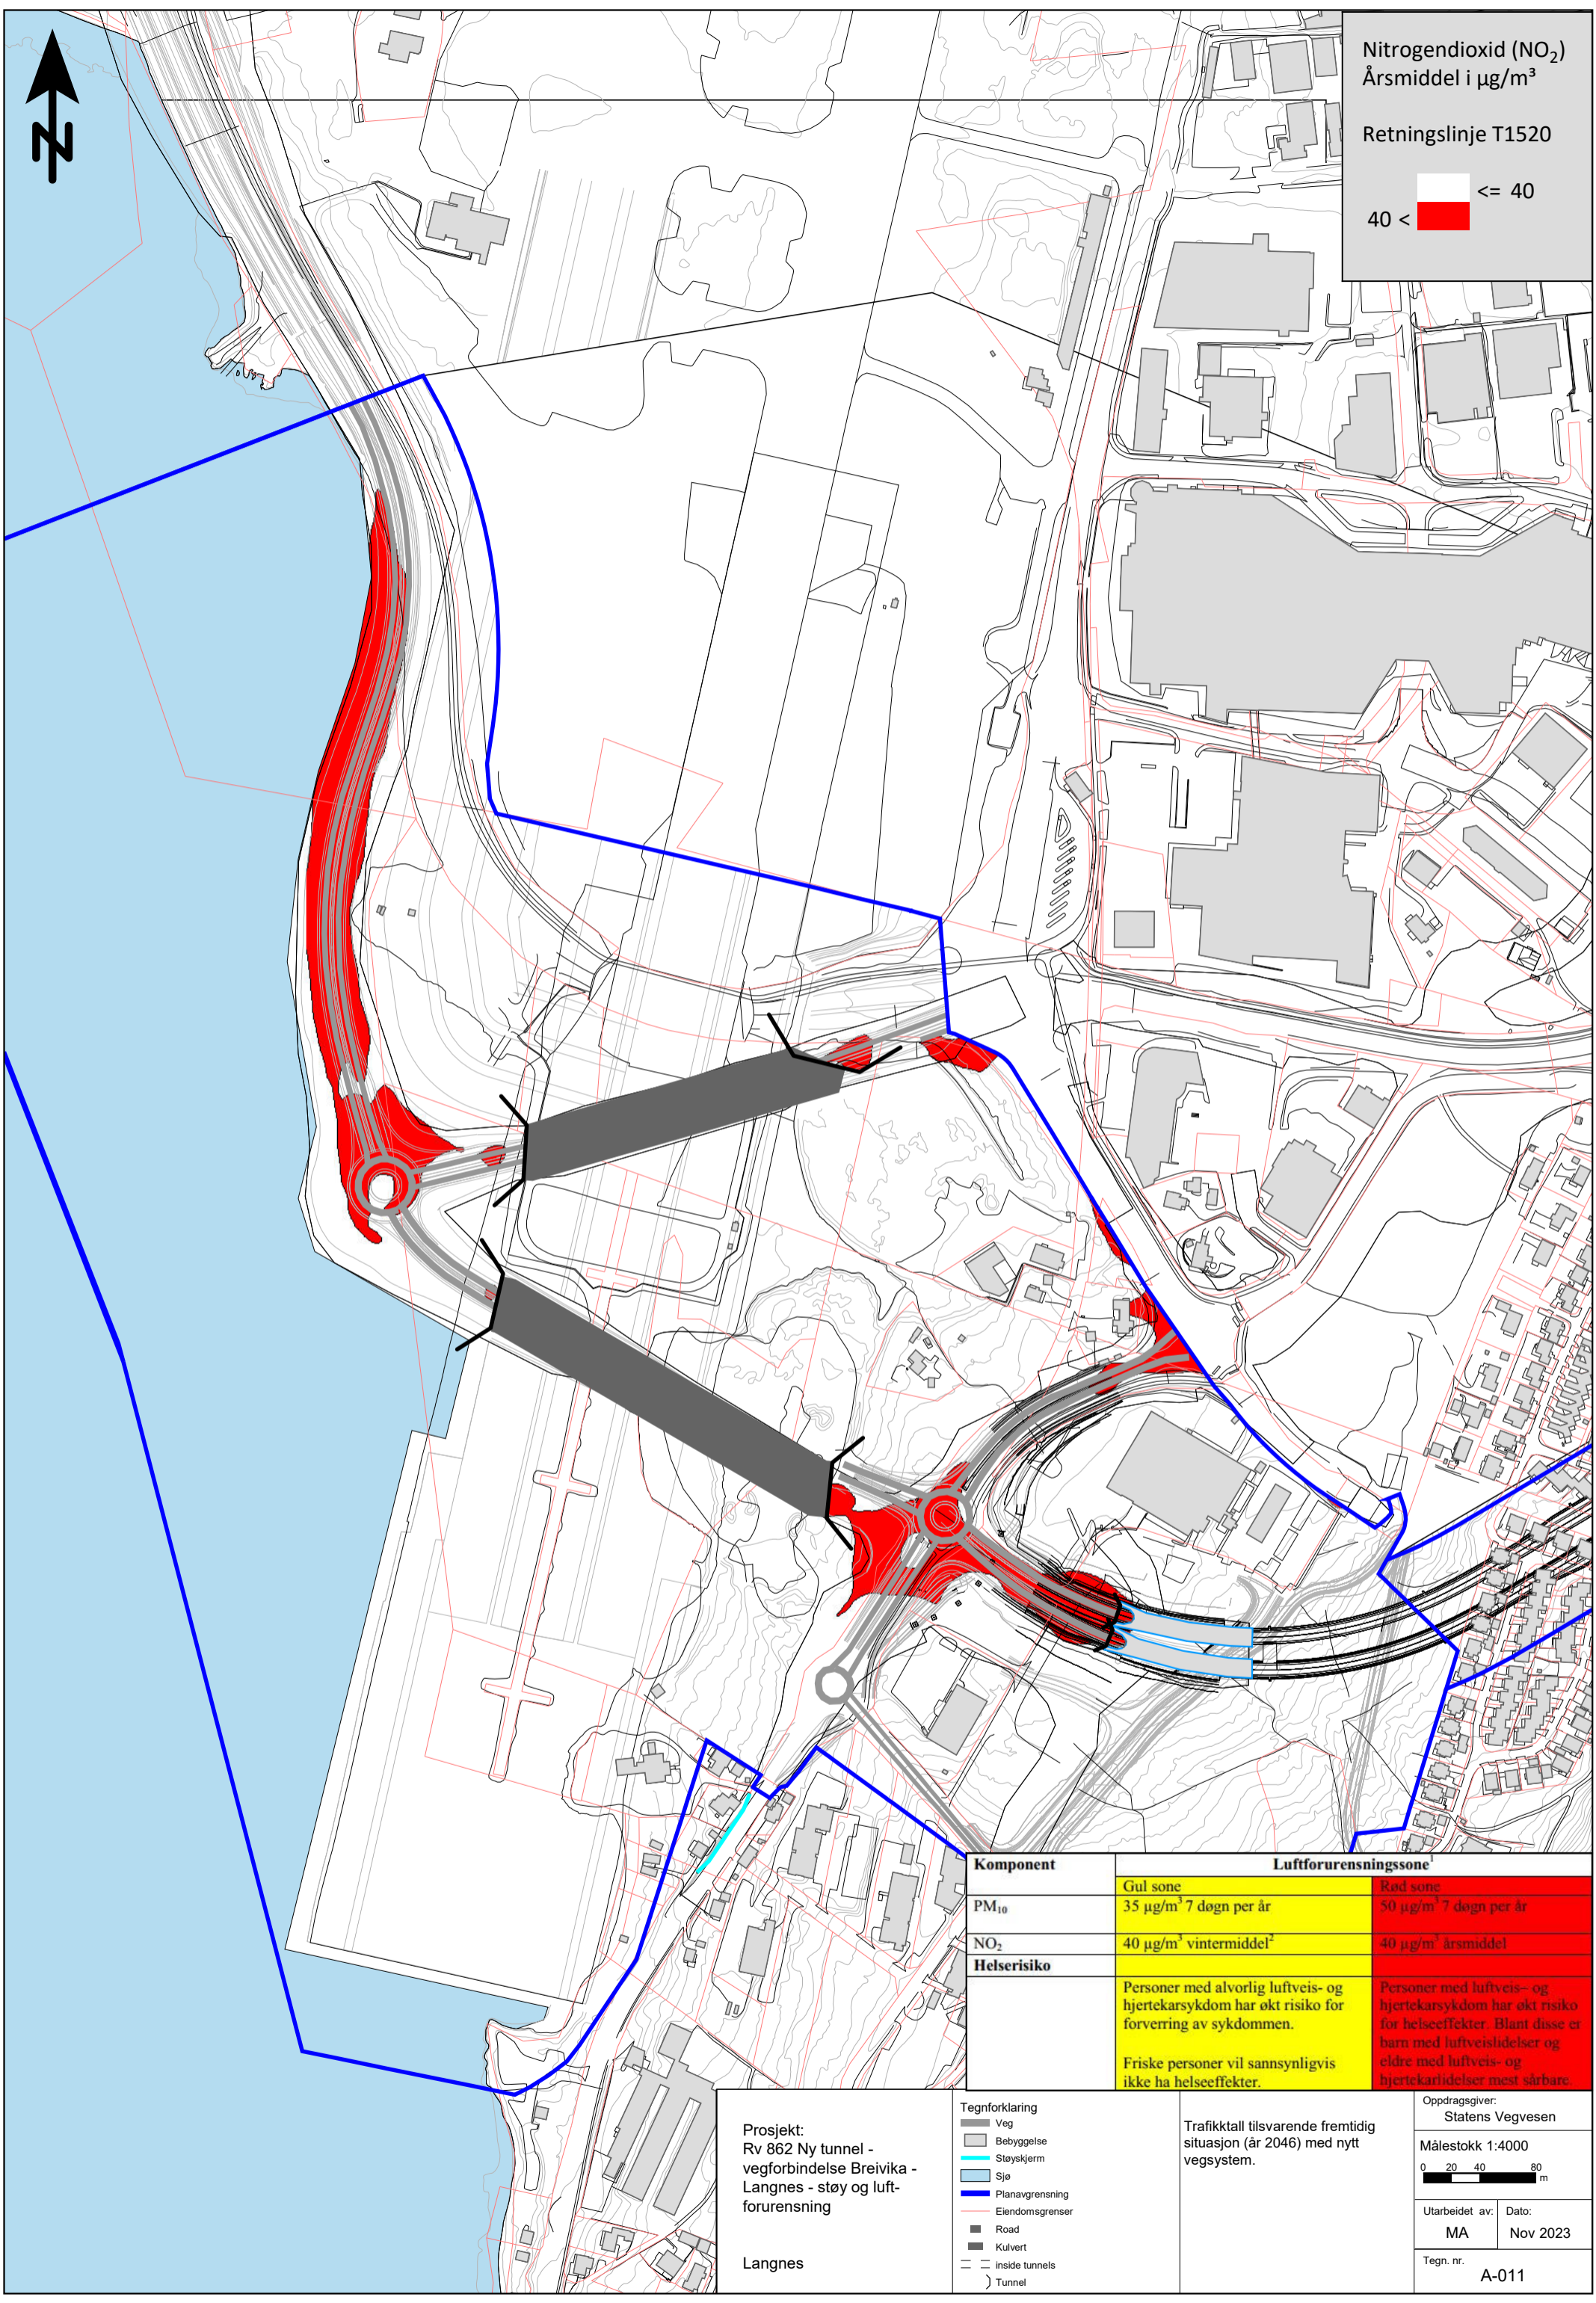 N
Nitrogendioxid (NO₂)
Årsmiddel i µg/m³
Retningslinje T1520
<= 40
40 <
Komponent
Luftforurensningssone¹
Gul sone
Rød sone
PM₁₀
35 µg/m³ 7 døgn per år
50 µg/m³ 7 døgn per år
NO₂
40 µg/m³ vintermiddel²
40 µg/m³ årsmiddel
Helserisiko
Personer med alvorlig luftveis- og
hjertekarsykdom har økt risiko for
forverring av sykdommen.
Friske personer vil sannsynligvis
ikke ha helseeffekter.
Personer med luftveis- og
hjertekarsykdom har økt risiko
for helseeffekter. Blant disse er
barn med luftveislidelser og
eldre med luftveis- og
hjertekarlidelser mest sårbare.
Prosjekt:
Rv 862 Ny tunnel -
vegforbindelse Breivika -
Langnes - støy og luft-
forurensning
Langnes
Tegnforklaring
Veg
Bebyggelse
Støyskjerm
Sjø
Planavgrensning
Eiendomsgrenser
Road
Kulvert
inside tunnels
Tunnel
Trafikktall tilsvarende fremtidig
situasjon (år 2046) med nytt
vegsystem.
Oppdragsgiver:
Statens Vegvesen
Målestokk 1:4000
0 20 40 80
m
Utarbeidet av:
MA
Dato:
Nov 2023
Tegn. nr.
A-011